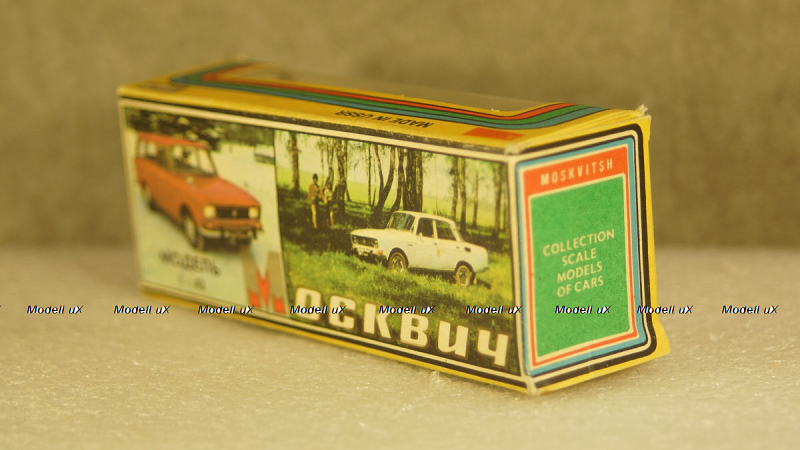 MADE IN USSR
MOSKVITSH
COLLECTION
SCALE
MODELS
OF CARS
МОДЕЛЬ
Москвич
Modell uX Modell uX Modell uX Modell uX Modell uX Modell uX Modell uX Modell uX Modell uX